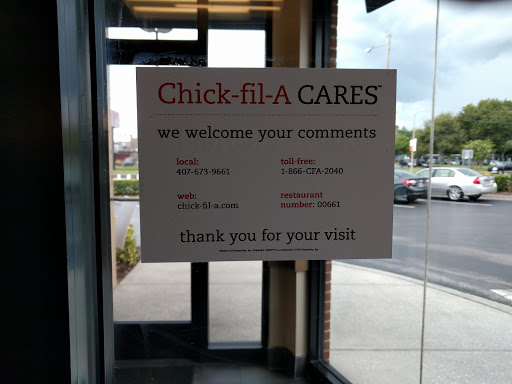 Chick-fil-A CARES™
we welcome your comments
local:
407-673-9661
toll-free:
1-866-CFA-2040
web:
chick-fil-a.com
restaurant
number: 00661
thank you for your visit